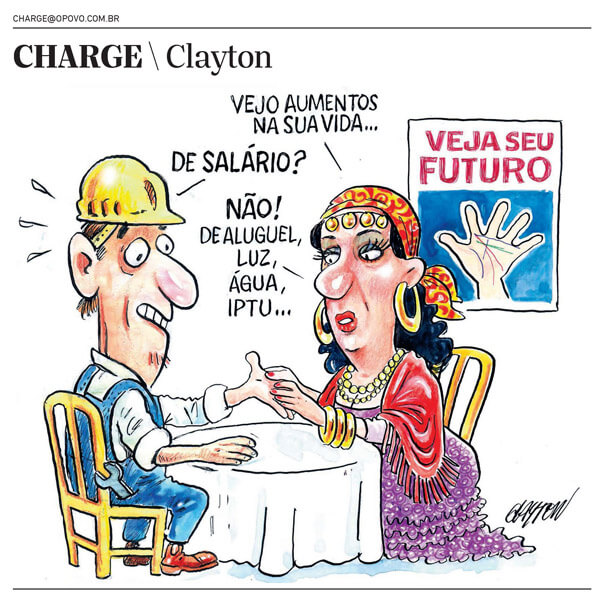 CHARGE@OPOVO.COM.BR
CHARGE \ Clayton
VEJO AUMENTOS
NA SUA VIDA...
DE SALÁRIO?
NÃO!
DE ALUGUEL,
LUZ,
ÁGUA,
IPTU...
VEJA SEU
FUTURO
CLAYTON